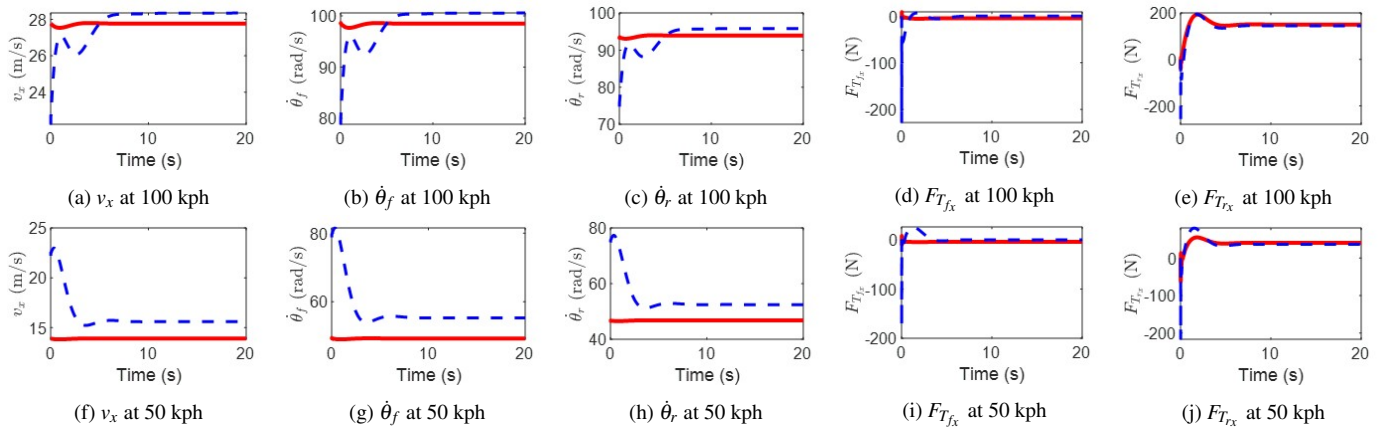 28
26
24
v_x (m/s)
0 10 20
Time (s)
(a) v_x at 100 kph
100
90
80
θ̇_f (rad/s)
0 10 20
Time (s)
(b) θ̇_f at 100 kph
100
90
80
70
θ̇_r (rad/s)
0 10 20
Time (s)
(c) θ̇_r at 100 kph
0
-100
-200
F_{T_{fx}} (N)
0 10 20
Time (s)
(d) F_{T_{fx}} at 100 kph
200
0
-200
F_{T_{rx}} (N)
0 10 20
Time (s)
(e) F_{T_{rx}} at 100 kph
25
20
15
v_x (m/s)
0 10 20
Time (s)
(f) v_x at 50 kph
80
60
θ̇_f (rad/s)
0 10 20
Time (s)
(g) θ̇_f at 50 kph
80
60
40
θ̇_r (rad/s)
0 10 20
Time (s)
(h) θ̇_r at 50 kph
0
-100
-200
F_{T_{fx}} (N)
0 10 20
Time (s)
(i) F_{T_{fx}} at 50 kph
0
-100
-200
F_{T_{rx}} (N)
0 10 20
Time (s)
(j) F_{T_{rx}} at 50 kph